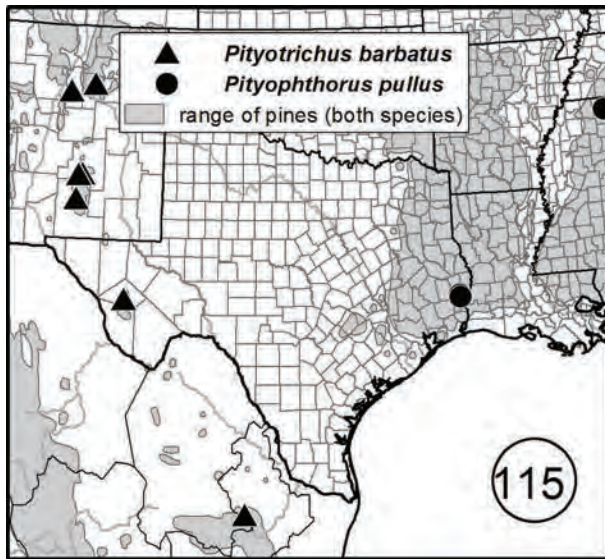 Pityotrichus barbatus
Pityophthorus pullus
range of pines (both species)
115